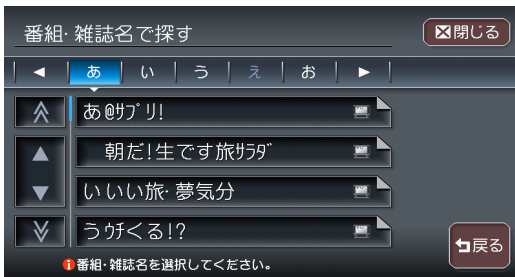 番組・雑誌名で探す
閉じる
◀ あ い う え お ▶
あ@ｻﾌﾟﾘ!
朝だ!生です旅ｻﾗﾀﾞ
いいい旅・夢気分
うｳﾁくる!?
戻る
番組・雑誌名を選択してください。